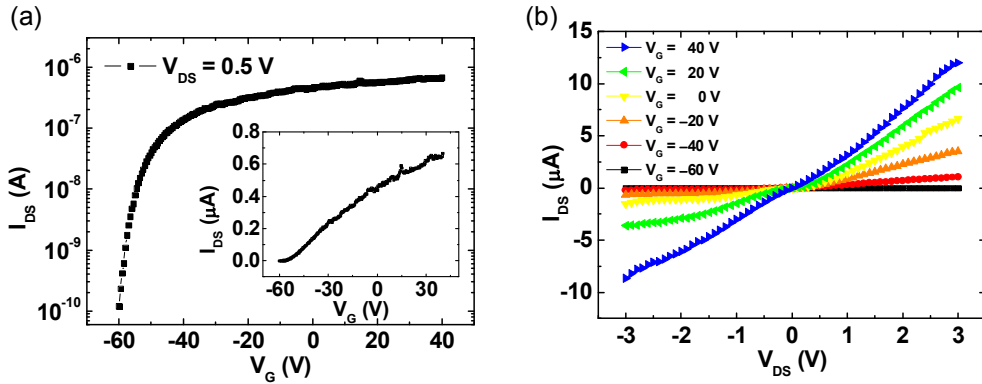 (a)
10⁻⁶
10⁻⁷
10⁻⁸
10⁻⁹
10⁻¹⁰
I_DS (A)
V_DS = 0.5 V
-60 -40 -20 0 20 40
V_G (V)
0.8
0.6
0.4
0.2
0.0
I_DS (μA)
-60 -30 0 30
V_G (V)
(b)
15
10
5
0
-5
-10
I_DS (μA)
V_G = 40 V
V_G = 20 V
V_G = 0 V
V_G = –20 V
V_G = –40 V
V_G = –60 V
-3 -2 -1 0 1 2 3
V_DS (V)